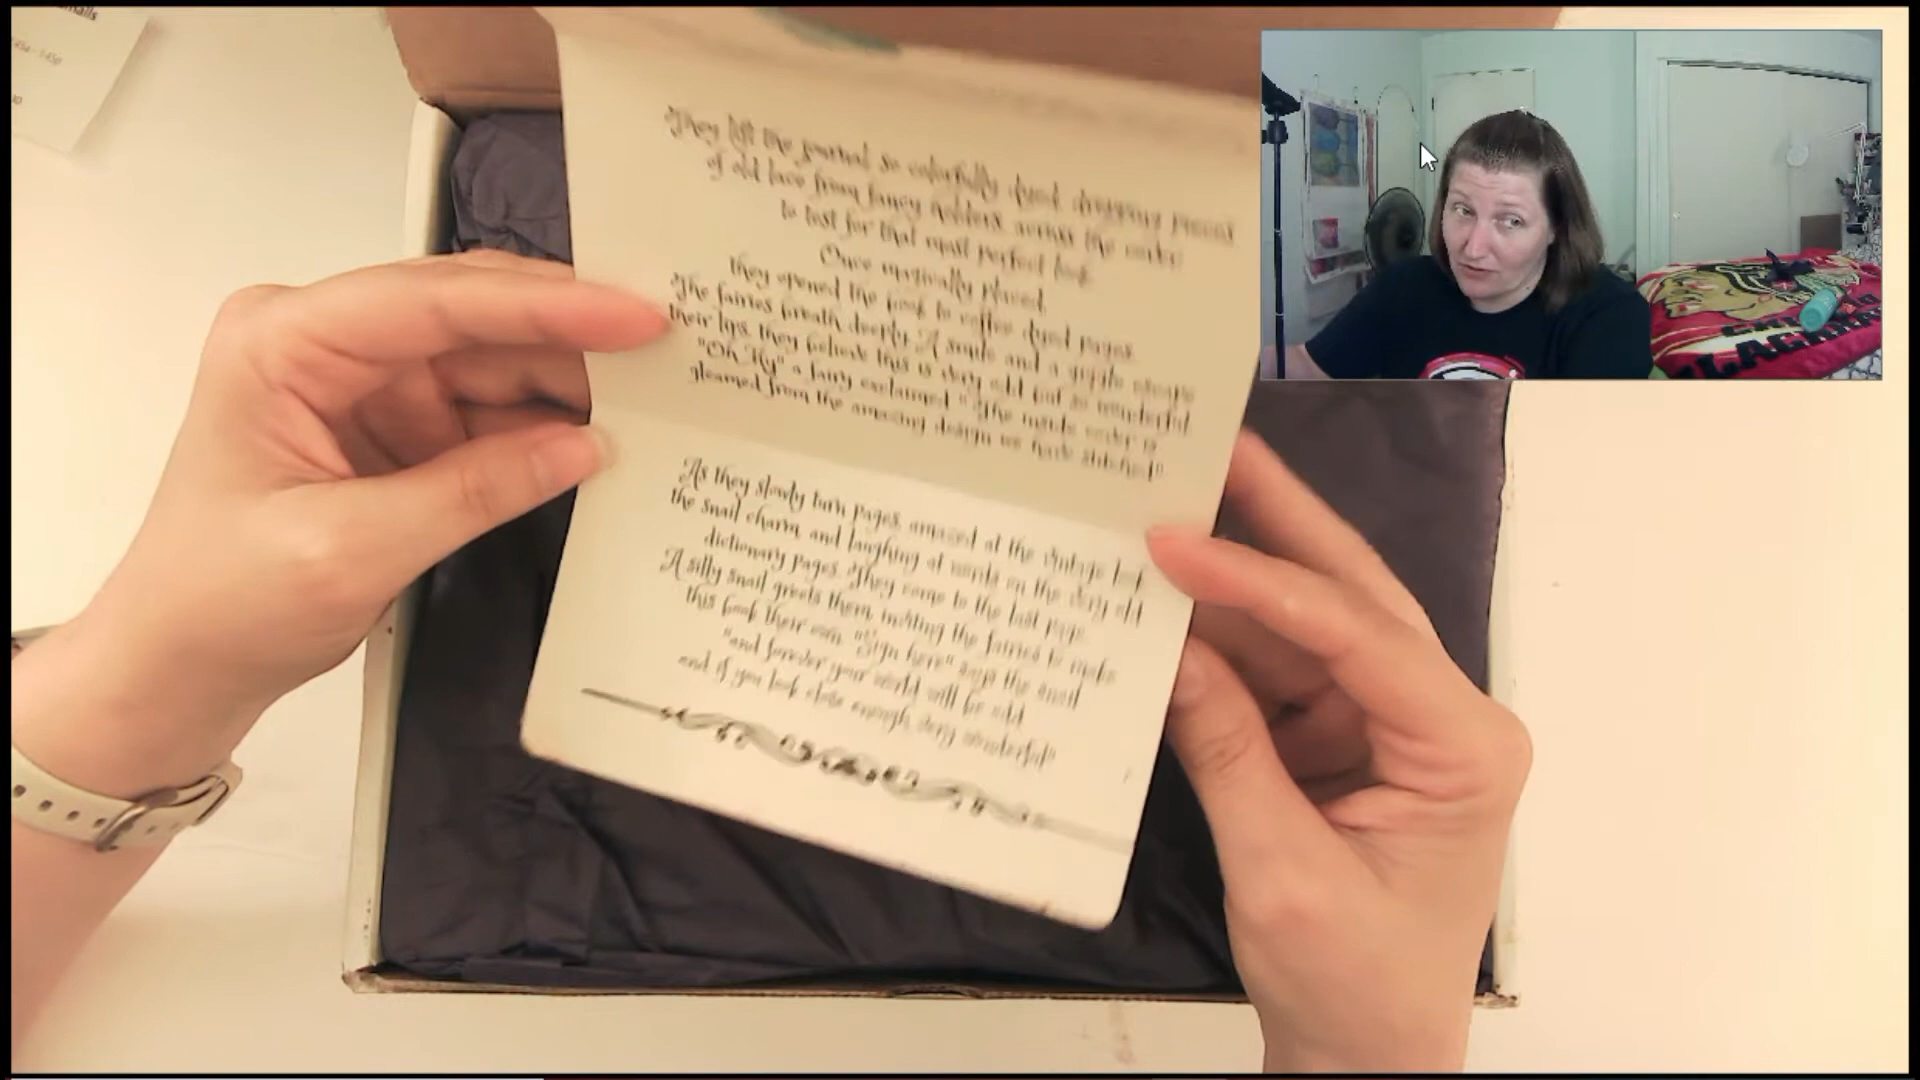 They lift the journal, so colorfully dyed, dropping pieces
of old lace from fancy folders across the cover
to test for that most perfect look.
Once magically placed,
they opened the book to coffee dyed pages.
The fairies breath deeply. A smile and a giggle escape
their lips, they believe this is very odd but so wonderful.
"Oh My" a fairy exclaimed "The inside cover is
gleamed from the amazing design we have stitched"
As they slowly turn pages, amazed at the vintage look
the snail charm, and laughing at words on the very old
dictionary pages. They come to the last page.
A silly snail greets them, inviting the fairies to make
this book their own. "Sign here" says the snail
"and forever your world will be odd
and if you look close enough, very wonderful"